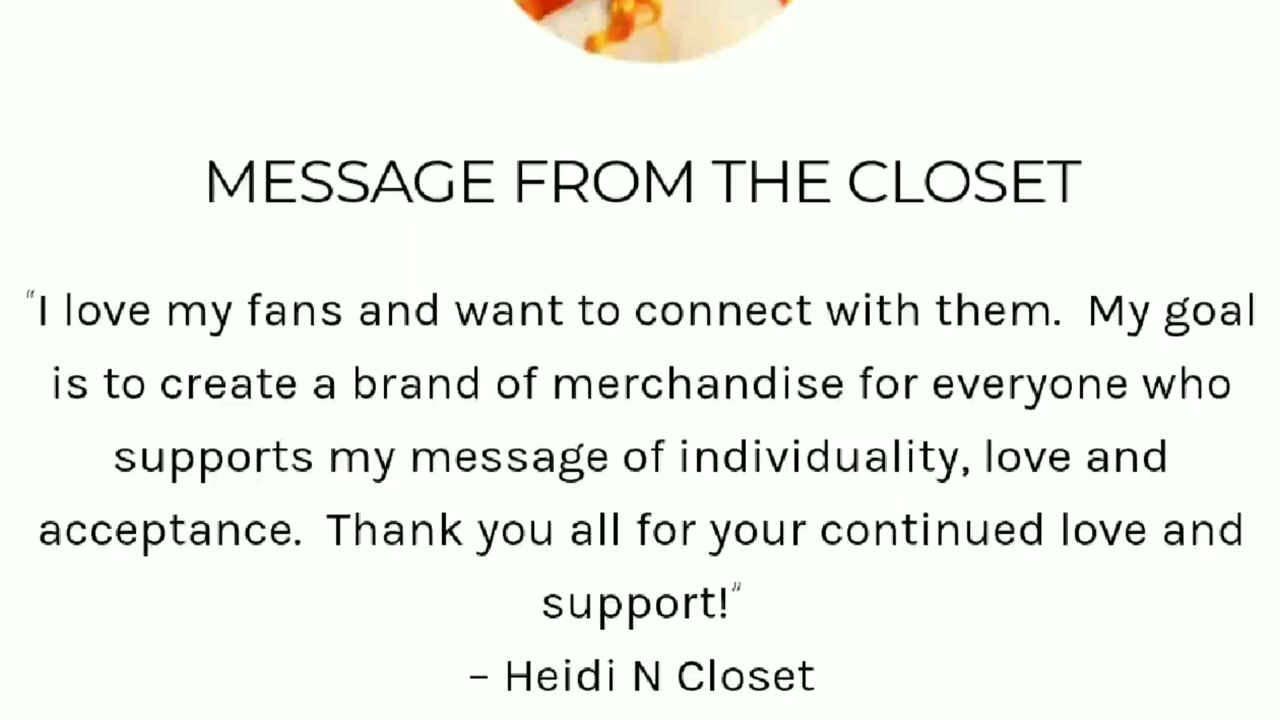 MESSAGE FROM THE CLOSET
“I love my fans and want to connect with them. My goal
is to create a brand of merchandise for everyone who
supports my message of individuality, love and
acceptance. Thank you all for your continued love and
support!”
– Heidi N Closet